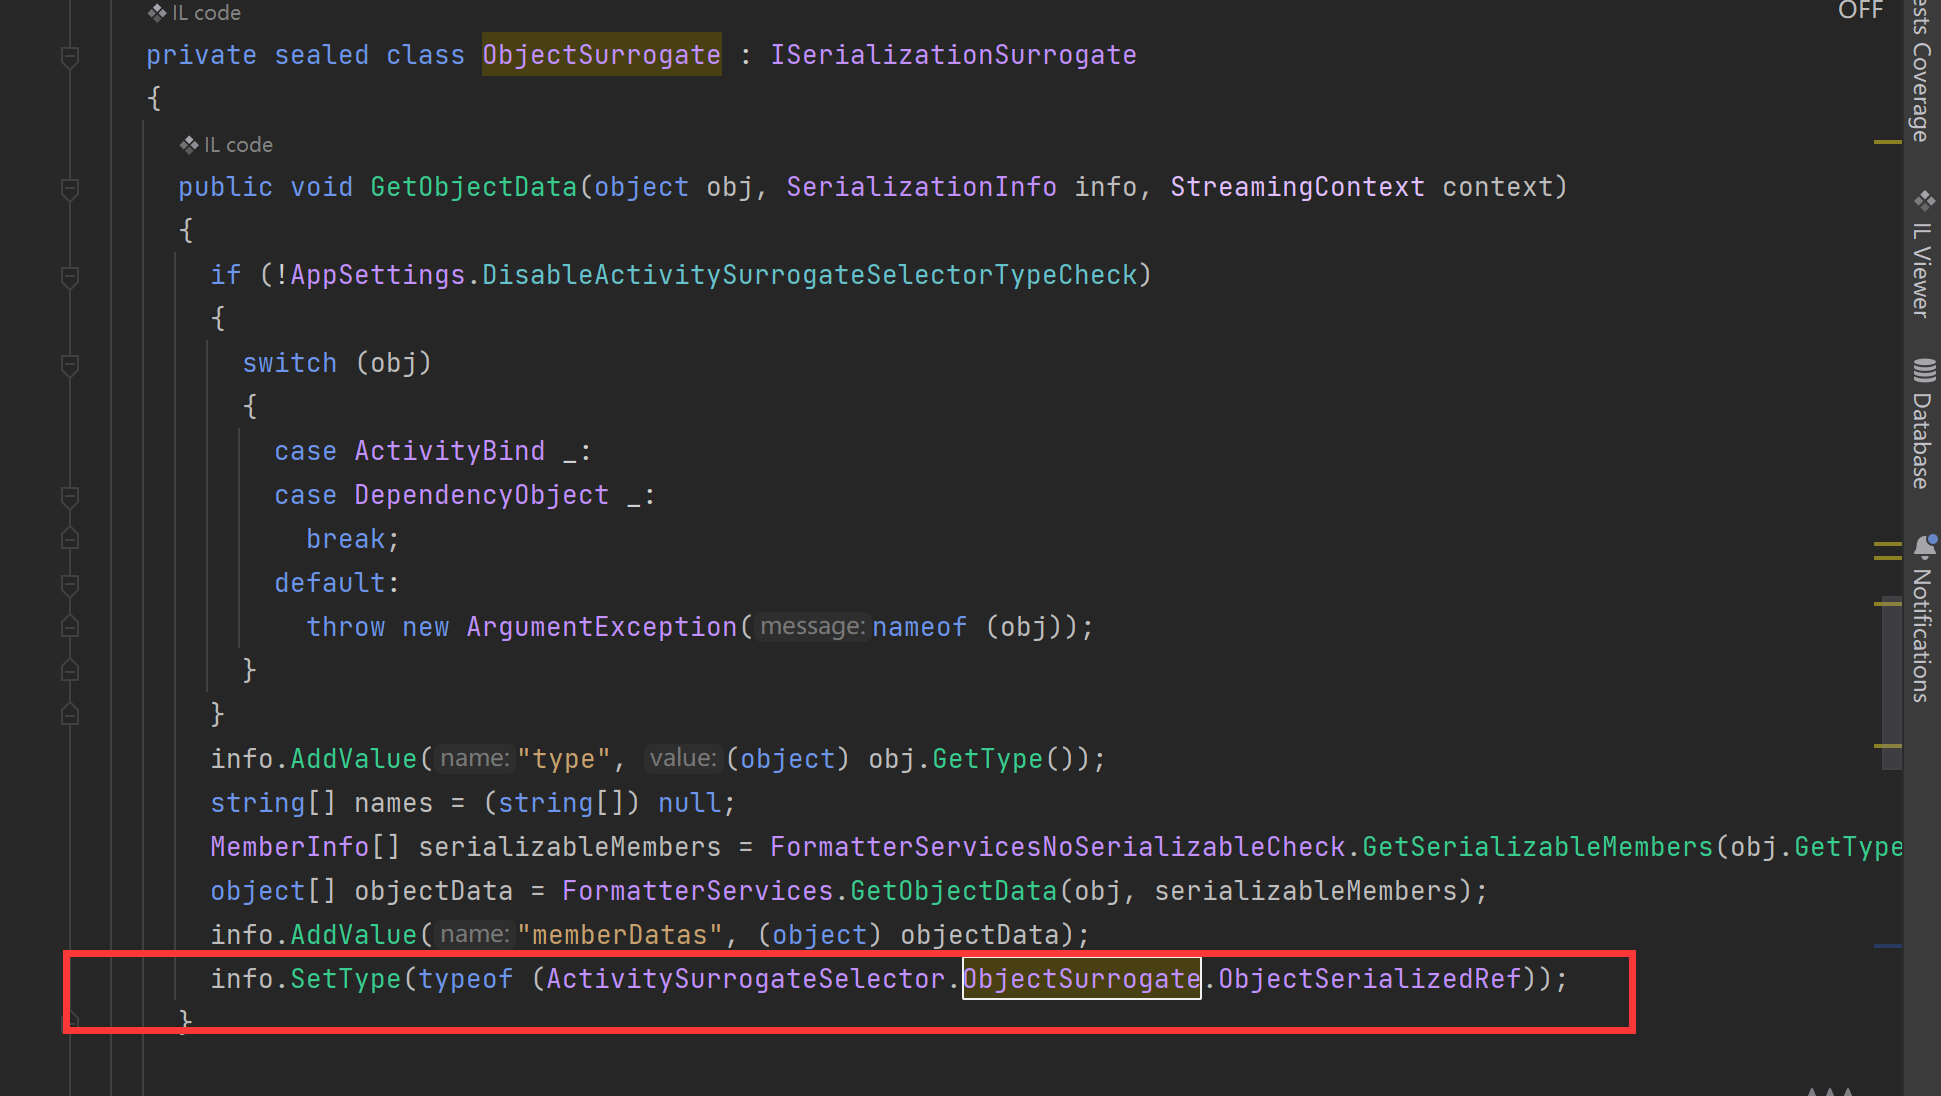 IL code
OFF
private sealed class ObjectSurrogate : ISerializationSurrogate
{
IL code
public void GetObjectData(object obj, SerializationInfo info, StreamingContext context)
{
if (!AppSettings.DisableActivitySurrogateSelectorTypeCheck)
{
switch (obj)
{
case ActivityBind _:
case DependencyObject _:
break;
default:
throw new ArgumentException(message:nameof (obj));
}
}
info.AddValue(name:"type", value:(object) obj.GetType());
string[] names = (string[]) null;
MemberInfo[] serializableMembers = FormatterServicesNoSerializableCheck.GetSerializableMembers(obj.GetType
object[] objectData = FormatterServices.GetObjectData(obj, serializableMembers);
info.AddValue(name:"memberDatas", (object) objectData);
info.SetType(typeof (ActivitySurrogateSelector.ObjectSurrogate.ObjectSerializedRef));
}
ests Coverage
IL Viewer
Database
Notifications